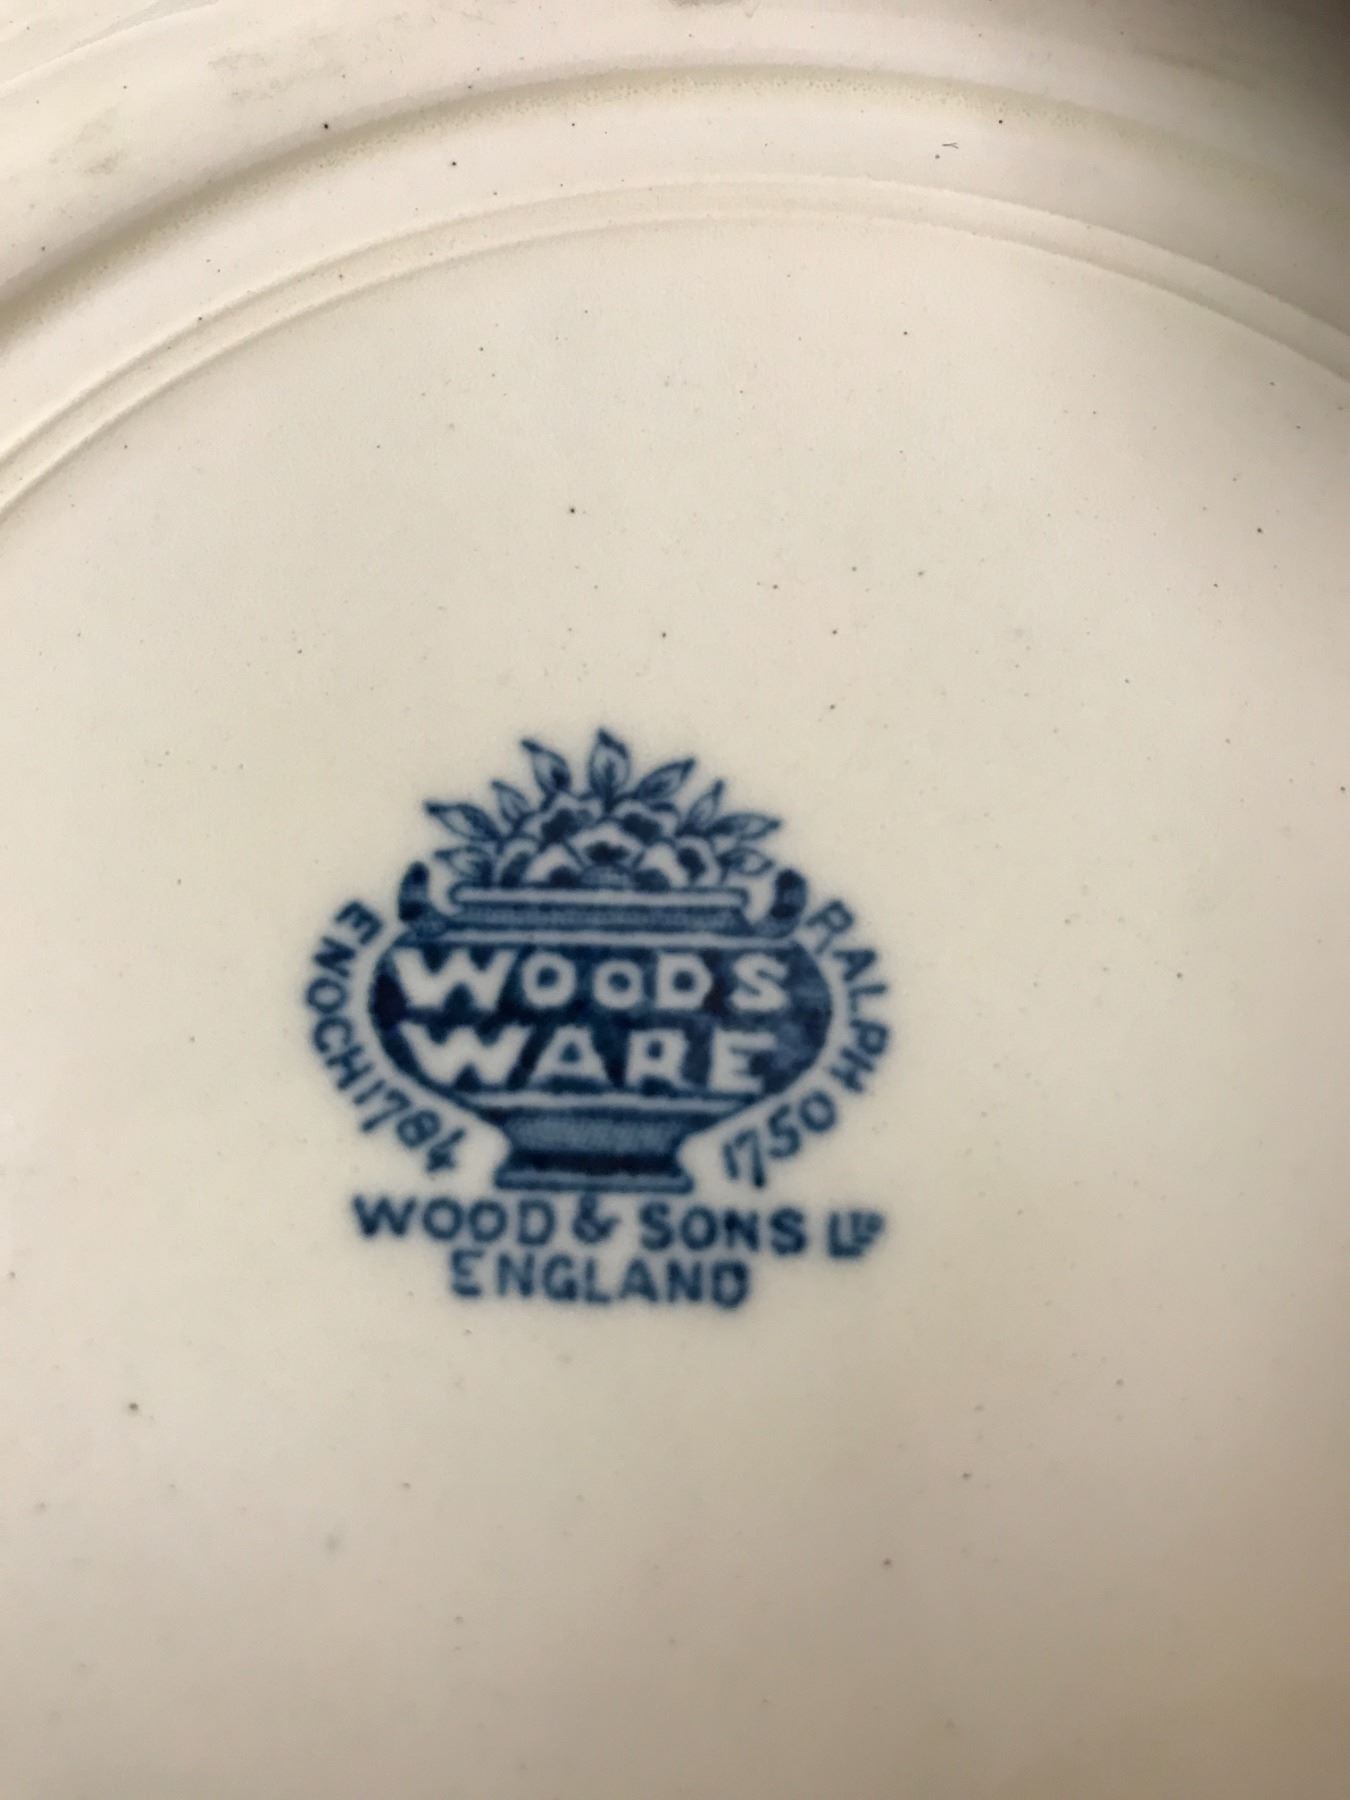 WOODS
WARE
ENOCH 1784
RALPH 1750
WOOD & SONS LTD
ENGLAND